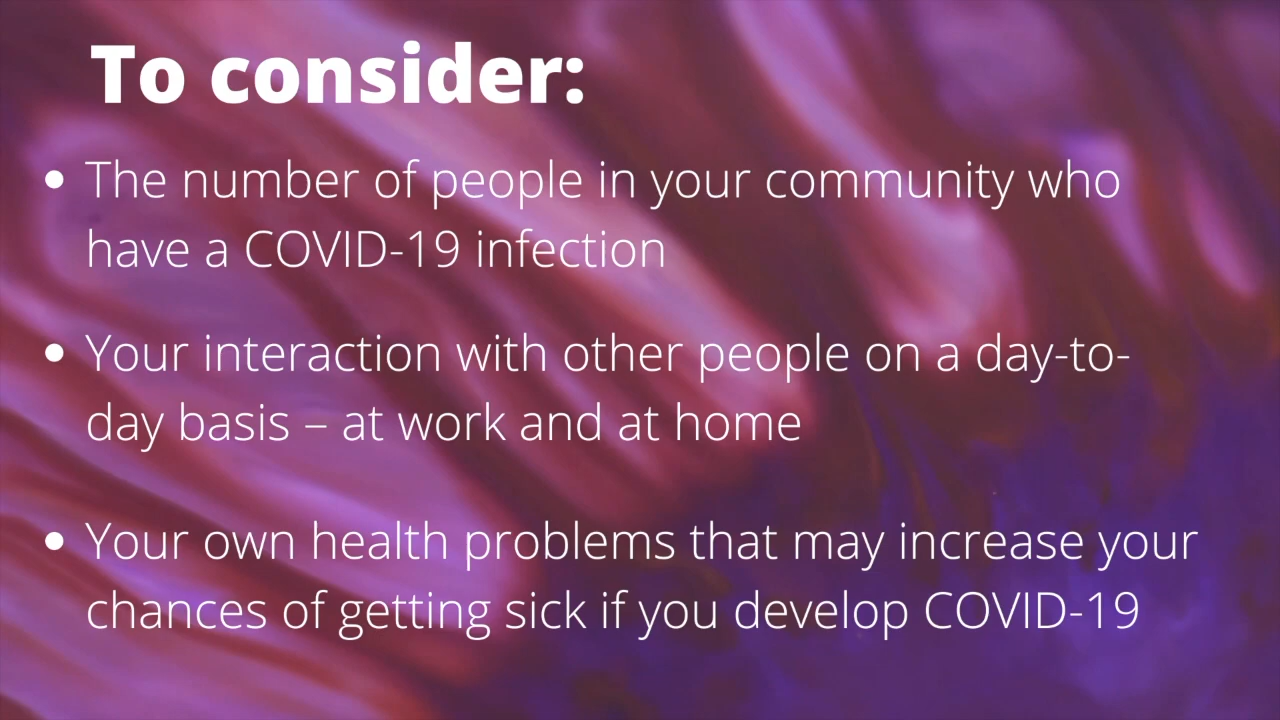 To consider:
• The number of people in your community who
have a COVID-19 infection
• Your interaction with other people on a day-to-
day basis – at work and at home
• Your own health problems that may increase your
chances of getting sick if you develop COVID-19